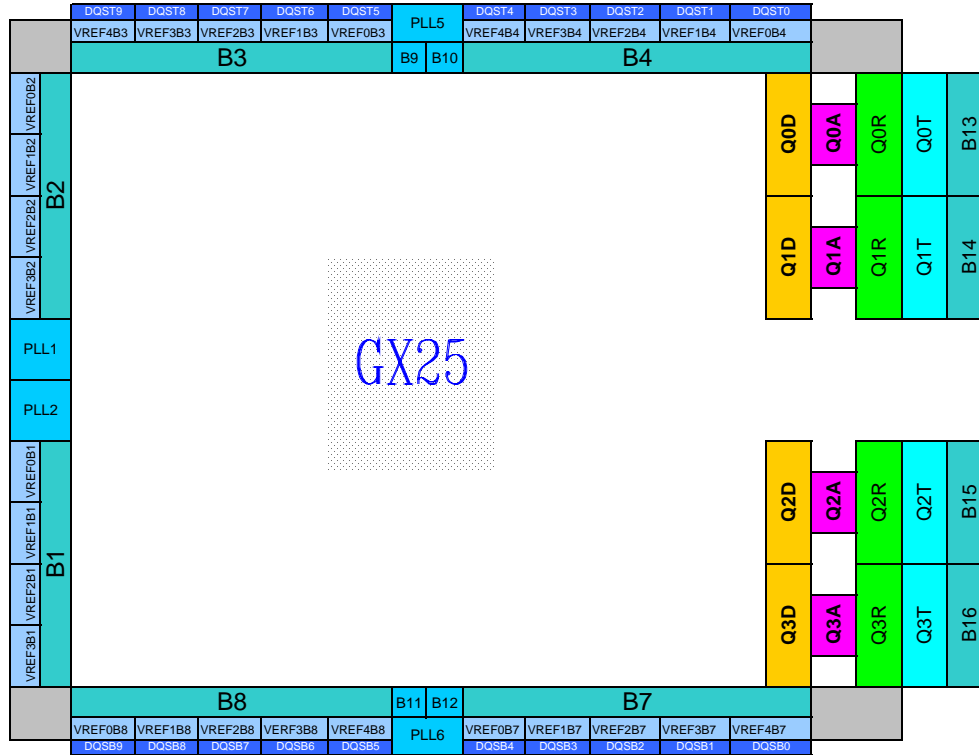 DQST9 DQST8 DQST7 DQST6 DQST5 PLL5 DQST4 DQST3 DQST2 DQST1 DQST0
VREF4B3 VREF3B3 VREF2B3 VREF1B3 VREF0B3 VREF4B4 VREF3B4 VREF2B4 VREF1B4 VREF0B4
B3 B9 B10 B4
VREF0B2
VREF1B2
VREF2B2
VREF3B2
B2
Q0D Q0A Q0R Q0T B13
Q1D Q1A Q1R Q1T B14
PLL1
GX25
PLL2
VREF0B1
VREF1B1
VREF2B1
VREF3B1
B1
Q2D Q2A Q2R Q2T B15
Q3D Q3A Q3R Q3T B16
B8 B11 B12 B7
VREF0B8 VREF1B8 VREF2B8 VERF3B8 VREF4B8 PLL6 VREF0B7 VREF1B7 VREF2B7 VREF3B7 VREF4B7
DQSB9 DQSB8 DQSB7 DQSB6 DQSB5 DQSB4 DQSB3 DQSB2 DQSB1 DQSB0